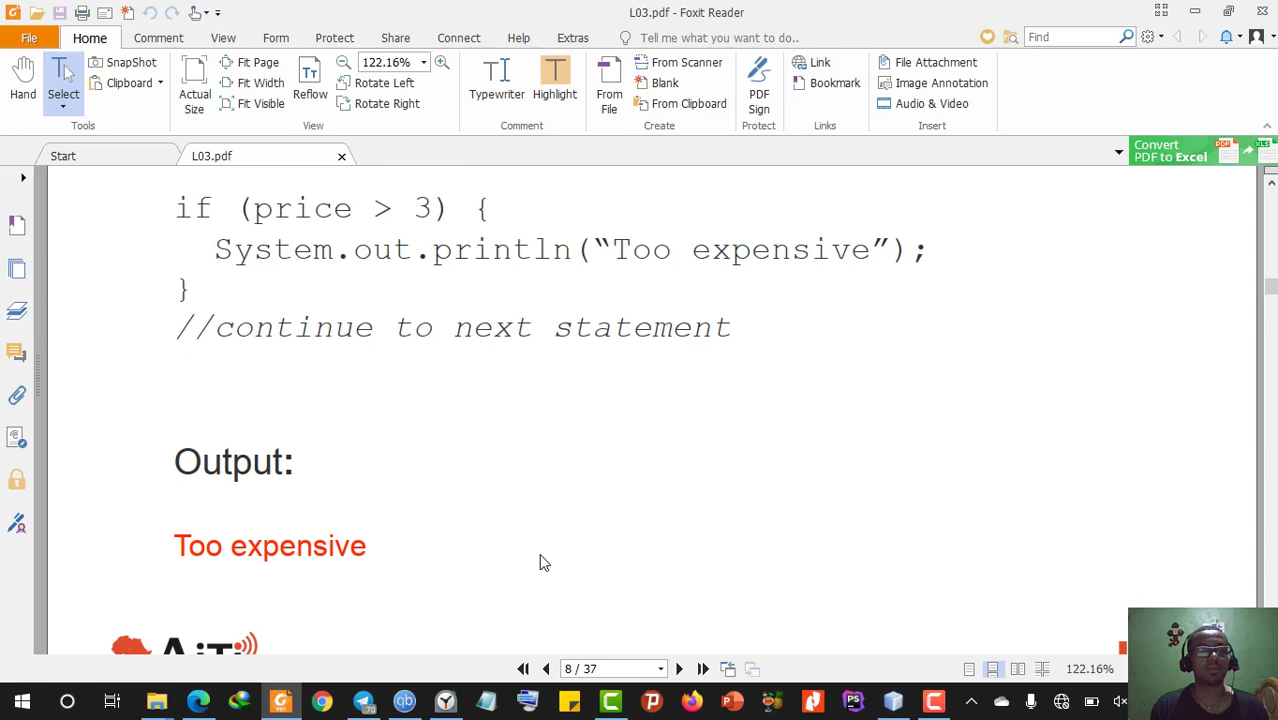 L03.pdf - Foxit Reader
File Home Comment View Form Protect Share Connect Help Extras Tell me what you want to do.. Find
Hand
Select
Tools
SnapShot
Clipboard
Actual Size
Fit Page
Fit Width
Fit Visible
Reflow
122.16%
Rotate Left
Rotate Right
View
Typewriter
Highlight
Comment
From File
From Scanner
Blank
From Clipboard
Create
PDF Sign
Protect
Link
Bookmark
Links
File Attachment
Image Annotation
Audio & Video
Insert
Start
L03.pdf
Convert
PDF to Excel
PDF
XLS
if (price > 3) {
System.out.println(“Too expensive”);
}
//continue to next statement
Output:
Too expensive
AiTi
8 / 37
122.16%
70